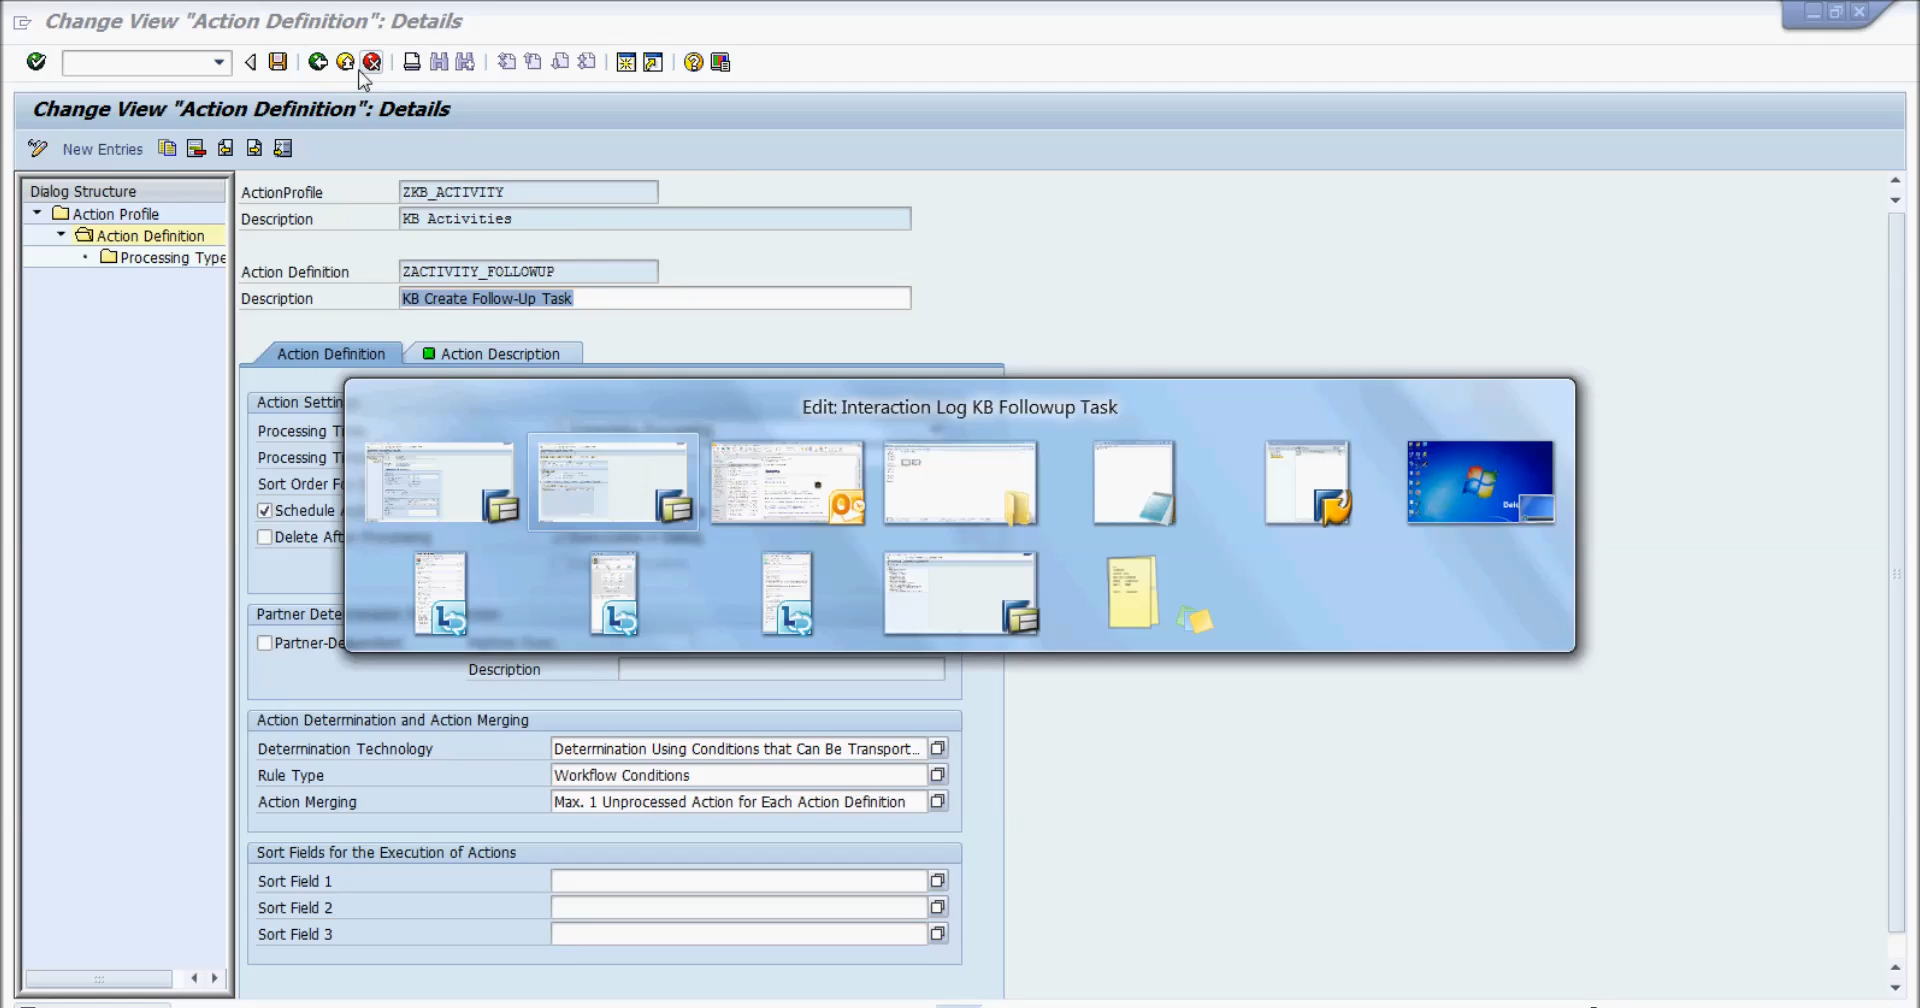 Change View "Action Definition": Details
Change View "Action Definition": Details
New Entries
Dialog Structure
Action Profile
Action Definition
Processing Type
ActionProfile ZKB_ACTIVITY
Description KB Activities
Action Definition ZACTIVITY_FOLLOWUP
Description KB Create Follow-Up Task
Action Definition Action Description
Action Settin
Processing Ti
Processing Ti
Sort Order Fo
Schedule A
Delete Aft
Edit: Interaction Log KB Followup Task
Partner Dete
Partner-De
Description
Action Determination and Action Merging
Determination Technology Determination Using Conditions that Can Be Transport...
Rule Type Workflow Conditions
Action Merging Max. 1 Unprocessed Action for Each Action Definition
Sort Fields for the Execution of Actions
Sort Field 1
Sort Field 2
Sort Field 3